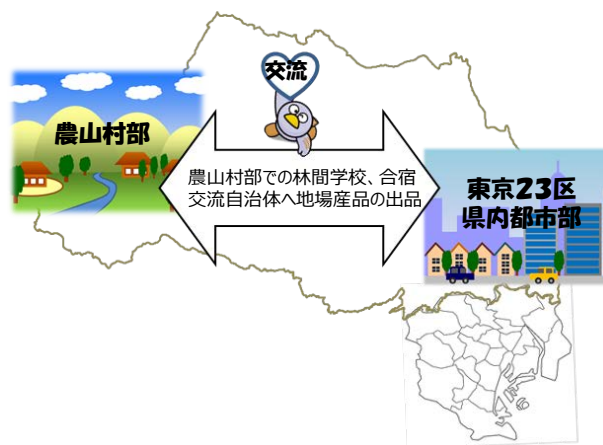 交流
農山村部
農山村部での林間学校、合宿
交流自治体へ地場産品の出品
東京23区
県内都市部